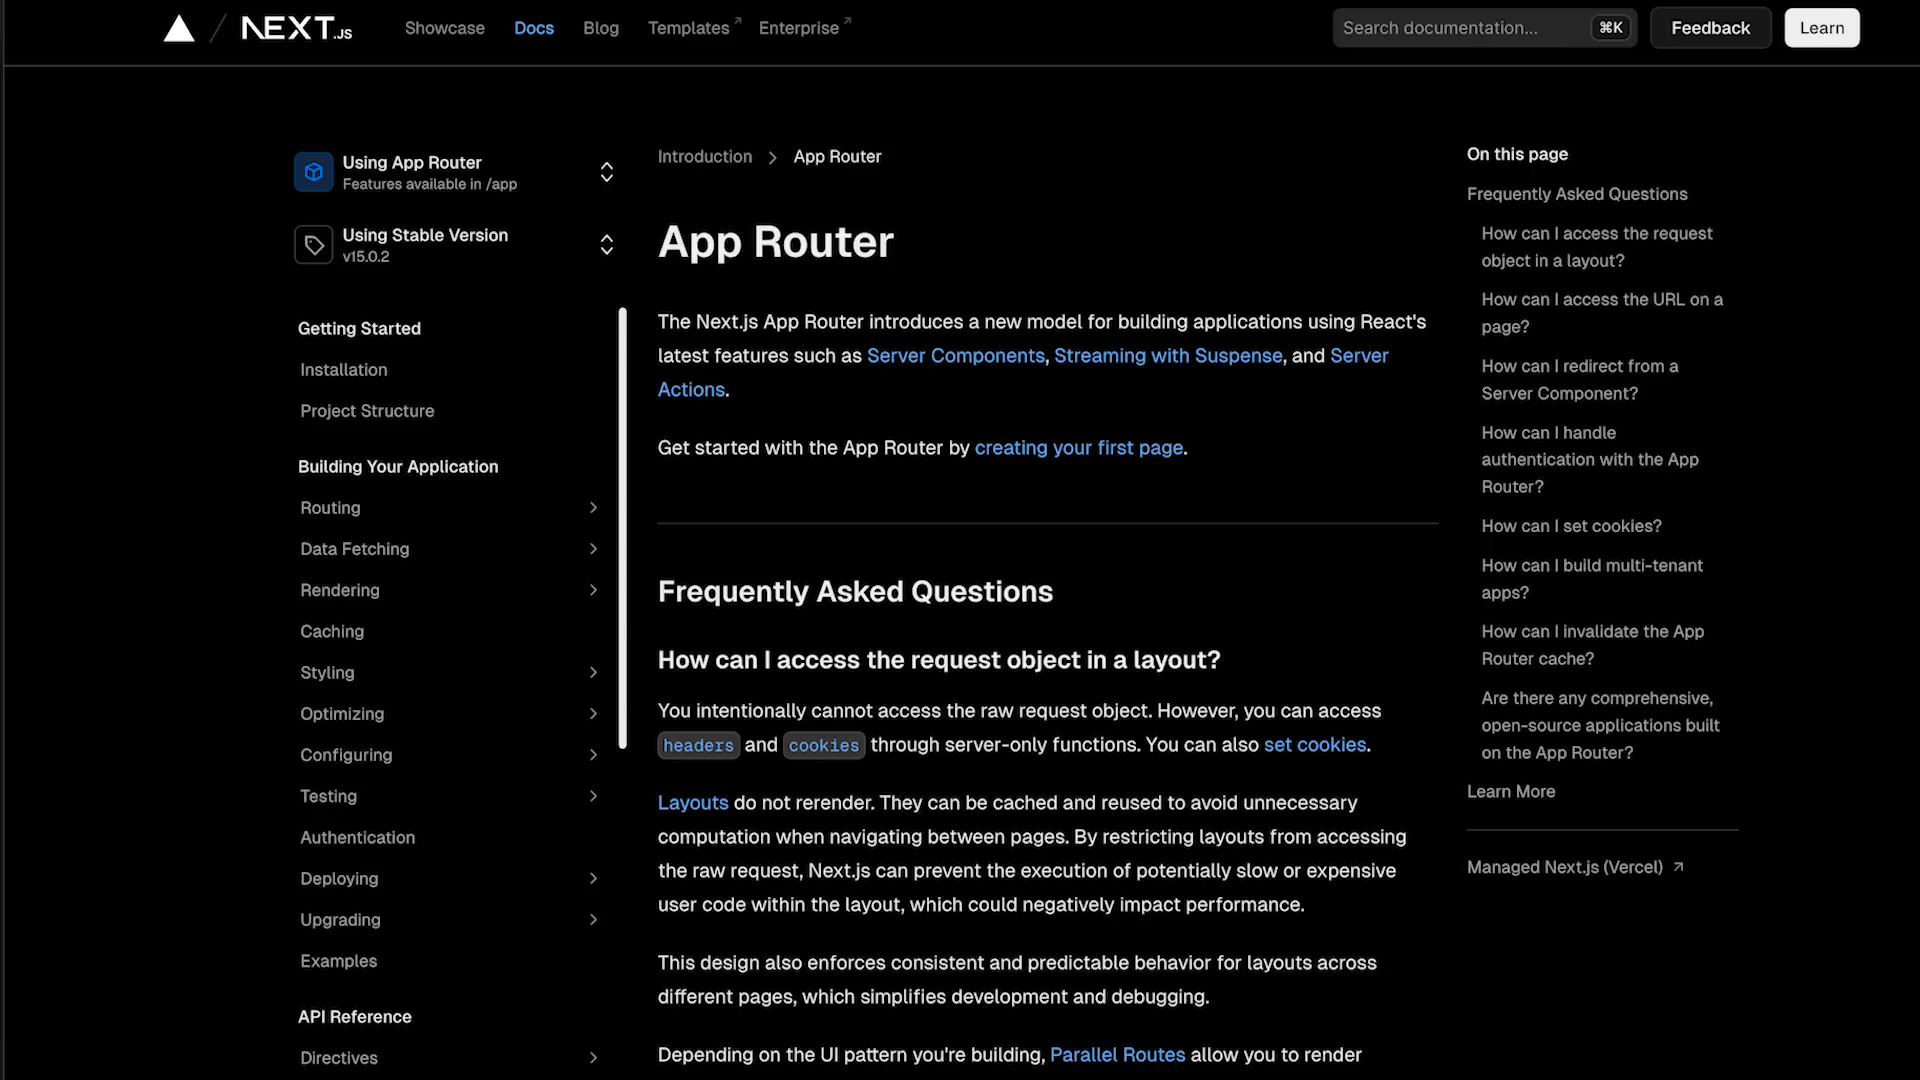 NEXT.JS
Showcase
Docs
Blog
Templates
Enterprise
Search documentation...
⌘K
Feedback
Learn
Using App Router
Features available in /app
Using Stable Version
v15.0.2
Getting Started
Installation
Project Structure
Building Your Application
Routing
Data Fetching
Rendering
Caching
Styling
Optimizing
Configuring
Testing
Authentication
Deploying
Upgrading
Examples
API Reference
Directives
Introduction
App Router
App Router
The Next.js App Router introduces a new model for building applications using React's
latest features such as Server Components, Streaming with Suspense, and Server
Actions.
Get started with the App Router by creating your first page.
Frequently Asked Questions
How can I access the request object in a layout?
You intentionally cannot access the raw request object. However, you can access
headers and cookies through server-only functions. You can also set cookies.
Layouts do not rerender. They can be cached and reused to avoid unnecessary
computation when navigating between pages. By restricting layouts from accessing
the raw request, Next.js can prevent the execution of potentially slow or expensive
user code within the layout, which could negatively impact performance.
This design also enforces consistent and predictable behavior for layouts across
different pages, which simplifies development and debugging.
Depending on the UI pattern you're building, Parallel Routes allow you to render
On this page
Frequently Asked Questions
How can I access the request
object in a layout?
How can I access the URL on a
page?
How can I redirect from a
Server Component?
How can I handle
authentication with the App
Router?
How can I set cookies?
How can I build multi-tenant
apps?
How can I invalidate the App
Router cache?
Are there any comprehensive,
open-source applications built
on the App Router?
Learn More
Managed Next.js (Vercel)